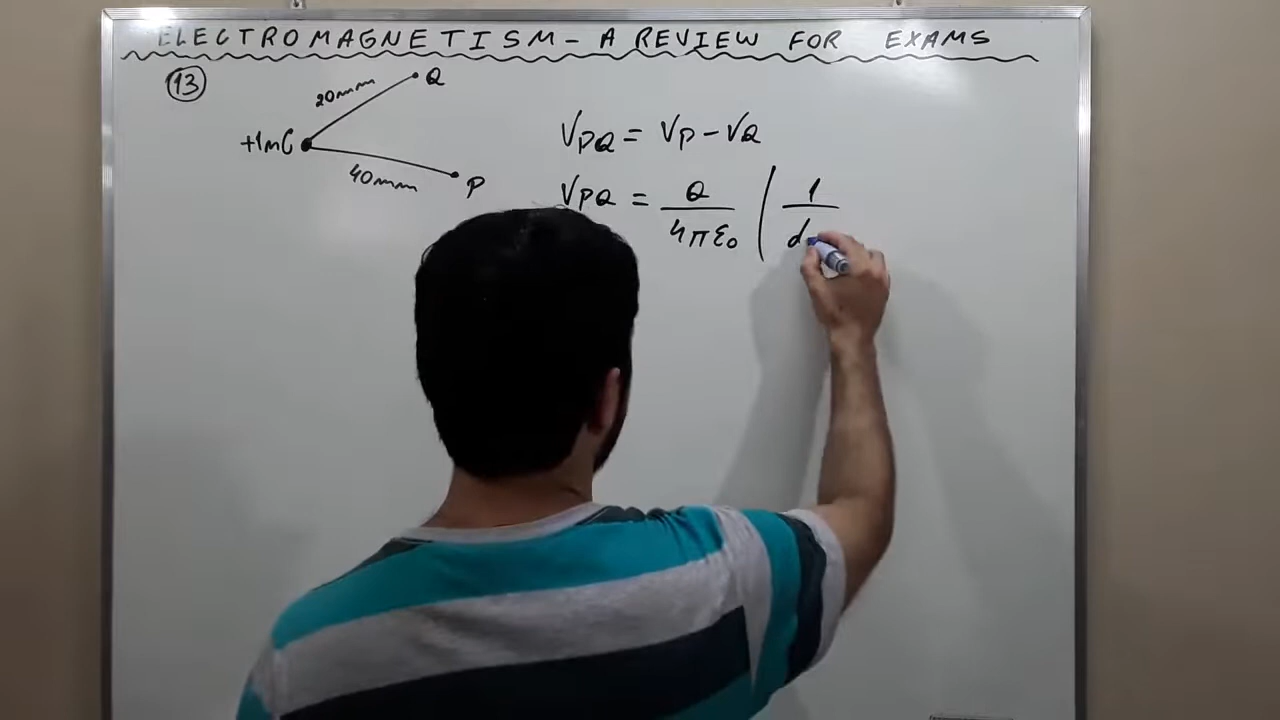 ELECTROMAGNETISM - A REVIEW FOR EXAMS
13
20mm
Q
+1mC
40mm
P
VPQ = VP - VQ
VPQ = Q / 4πε0 ( 1 / d